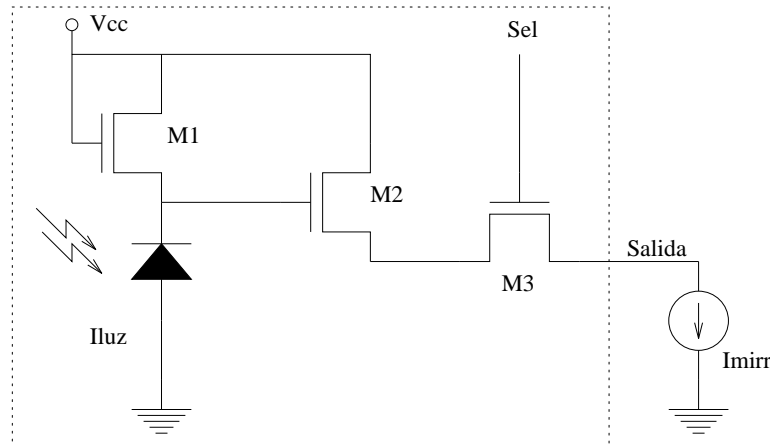 Vcc
Sel
M1
M2
Salida
M3
Iluz
Imirr